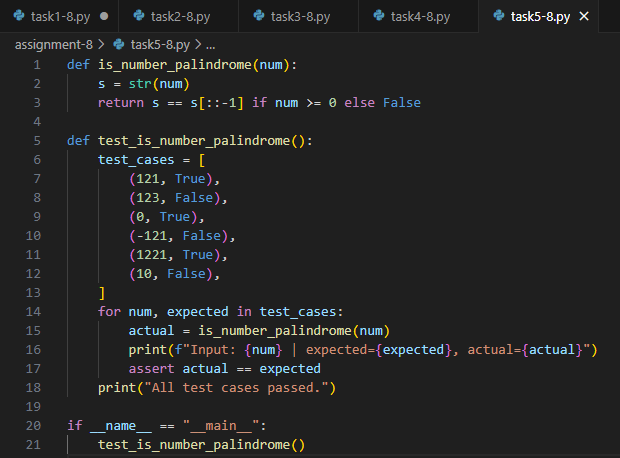 task1-8.py ● task2-8.py task3-8.py task4-8.py task5-8.py ×
assignment-8 > task5-8.py > ...
1 def is_number_palindrome(num):
2     s = str(num)
3     return s == s[::-1] if num >= 0 else False
4
5 def test_is_number_palindrome():
6     test_cases = [
7         (121, True),
8         (123, False),
9         (0, True),
10         (-121, False),
11         (1221, True),
12         (10, False),
13     ]
14     for num, expected in test_cases:
15         actual = is_number_palindrome(num)
16         print(f"Input: {num} | expected={expected}, actual={actual}")
17         assert actual == expected
18     print("All test cases passed.")
19
20 if __name__ == "__main__":
21     test_is_number_palindrome()